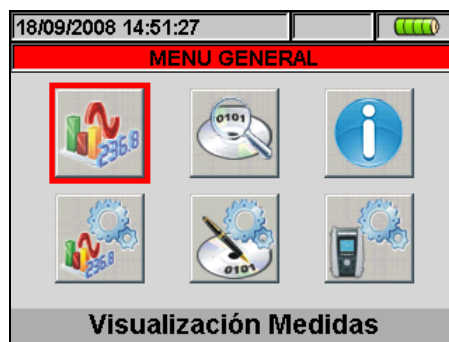 18/09/2008 14:51:27
MENU GENERAL
236.8
0101
236.8
0101
Visualización Medidas